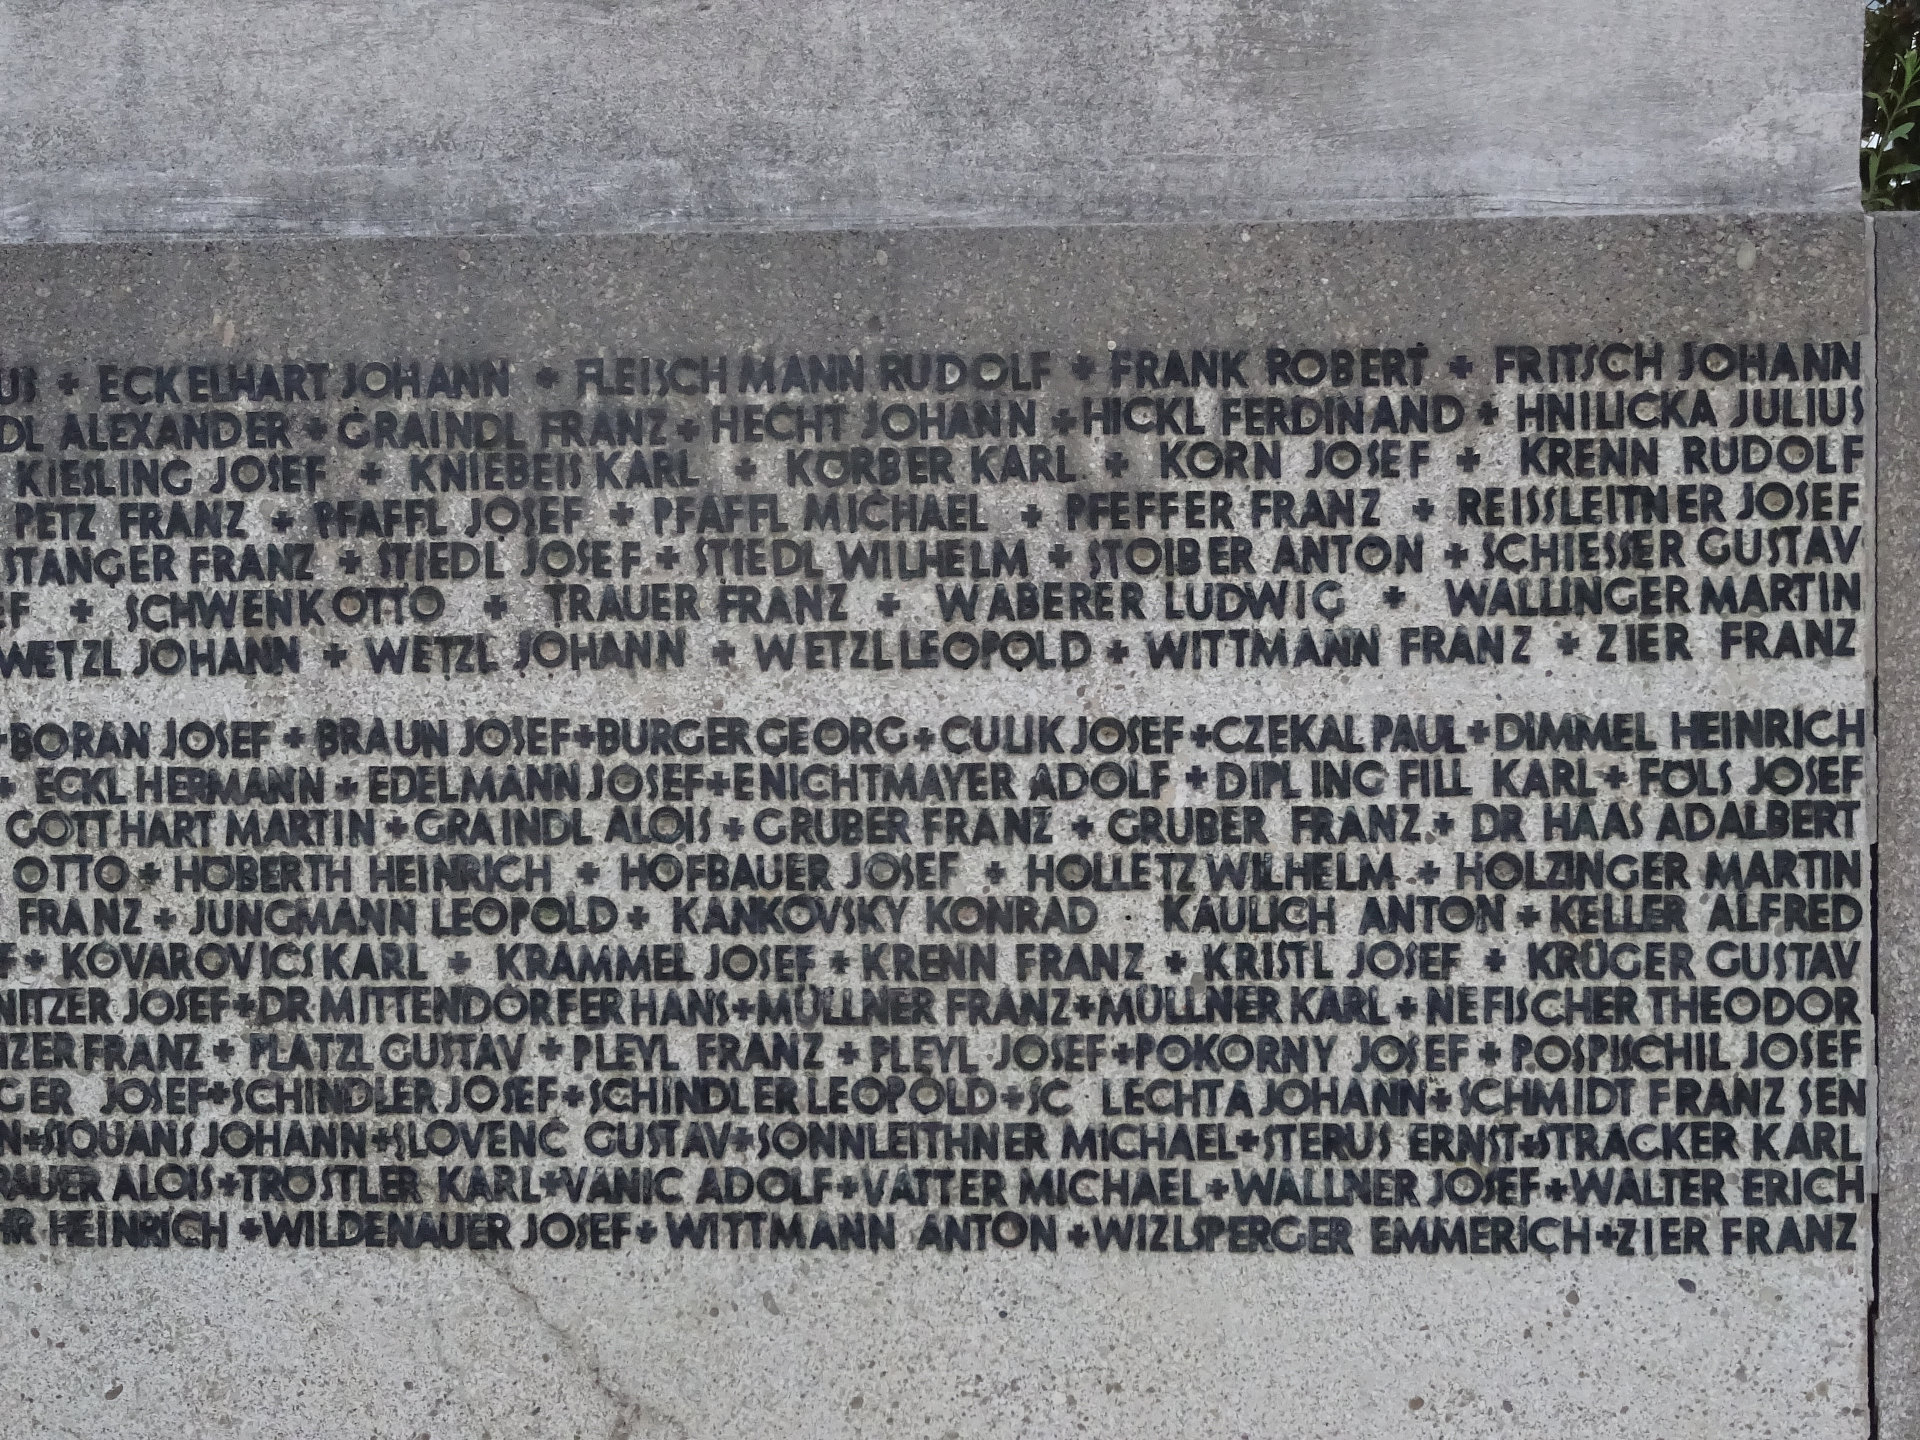 US + ECKELHART JOHANN + FLEISCHMANN RUDOLF + FRANK ROBERT + FRITSCH JOHANN
DL ALEXANDER + GRAINDL FRANZ + HECHT JOHANN + HICKL FERDINAND + HNILICKA JULIUS
KIESLING JOSEF + KNIEBEIS KARL + KÖRBER KARL + KORN JOSEF + KRENN RUDOLF
PETZ FRANZ + PFAFFL JOSEF + PFAFFL MICHAEL + PFEFFER FRANZ + REISSLEITNER JOSEF
STANGER FRANZ + STIEDL JOSEF + STIEDL WILHELM + STOIBER ANTON + SCHIESSER GUSTAV
EF + SCHWENK OTTO + TRAUER FRANZ + WABERER LUDWIG + WALLINGER MARTIN
WETZL JOHANN + WETZL JOHANN + WETZL LEOPOLD + WITTMANN FRANZ + ZIER FRANZ
+ BORAN JOSEF + BRAUN JOSEF + BURGER GEORG + CULIK JOSEF + CZEKAL PAUL + DIMMEL HEINRICH
+ ECKL HERMANN + EDELMANN JOSEF + ENICHTMAYER ADOLF + DIPL ING FILL KARL + FÖLS JOSEF
GOTTHART MARTIN + GRAINDL ALOIS + GRUBER FRANZ + GRUBER FRANZ + DR HAAS ADALBERT
OTTO + HÖBERTH HEINRICH + HOFBAUER JOSEF + HOLLETZ WILHELM + HOLZINGER MARTIN
FRANZ + JUNGMANN LEOPOLD + KANKOVSKY KONRAD KAULICH ANTON + KELLER ALFRED
F + KOVAROVICS KARL + KRAMMEL JOSEF + KRENN FRANZ + KRISTL JOSEF + KRÜGER GUSTAV
NITZER JOSEF + DR MITTENDORFER HANS + MÜLLNER FRANZ + MÜLLNER KARL + NEFISCHER THEODOR
ZER FRANZ + PLATZL GUSTAV + PLEYL FRANZ + PLEYL JOSEF + POKORNY JOSEF + POSPISCHIL JOSEF
GER JOSEF + SCHINDLER JOSEF + SCHINDLER LEOPOLD + SC LECHTA JOHANN + SCHMIDT FRANZ SEN
N + SIQUANS JOHANN + SLOVENC GUSTAV + SONNLEITHNER MICHAEL + STERUS ERNST + STRACKER KARL
RAUER ALOIS + TRÖSTLER KARL + VANIC ADOLF + VATTER MICHAEL + WALLNER JOSEF + WALTER ERICH
HR HEINRICH + WILDENAUER JOSEF + WITTMANN ANTON + WIZLSPERGER EMMERICH + ZIER FRANZ